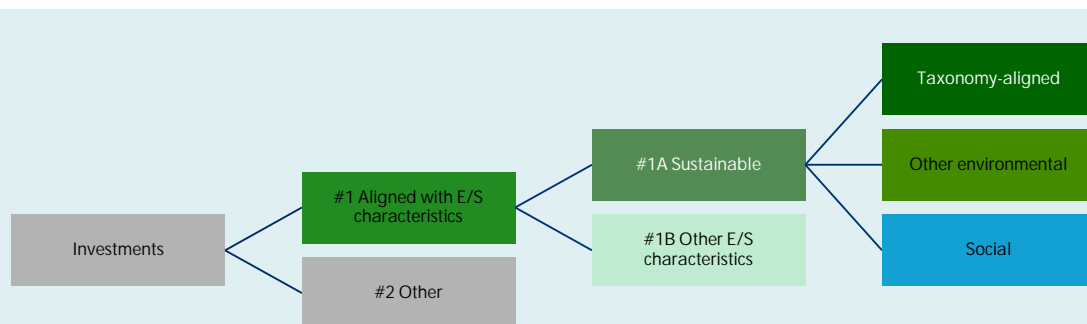 Taxonomy-aligned
#1A Sustainable
Other environmental
#1 Aligned with E/S
characteristics
Investments
#1B Other E/S
characteristics
Social
#2 Other